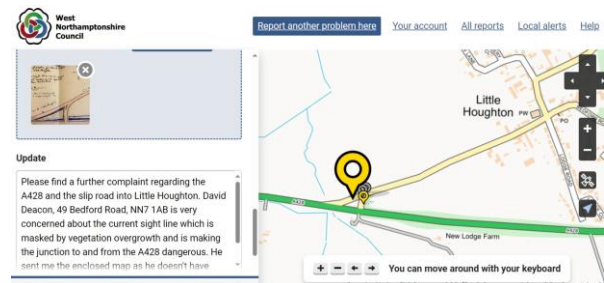 West
Northamptonshire
Council
Report another problem here
Your account
All reports
Local alerts
Help
Update
Please find a further complaint regarding the
A428 and the slip road into Little Houghton. David
Deacon, 49 Bedford Road, NN7 1AB is very
concerned about the current sight line which is
masked by vegetation overgrowth and is making
the junction to and from the A428 dangerous. He
sent me the enclosed map as he doesn't have
Little
Houghton
PW
PO
A428
A428
New Lodge Farm
You can move around with your keyboard